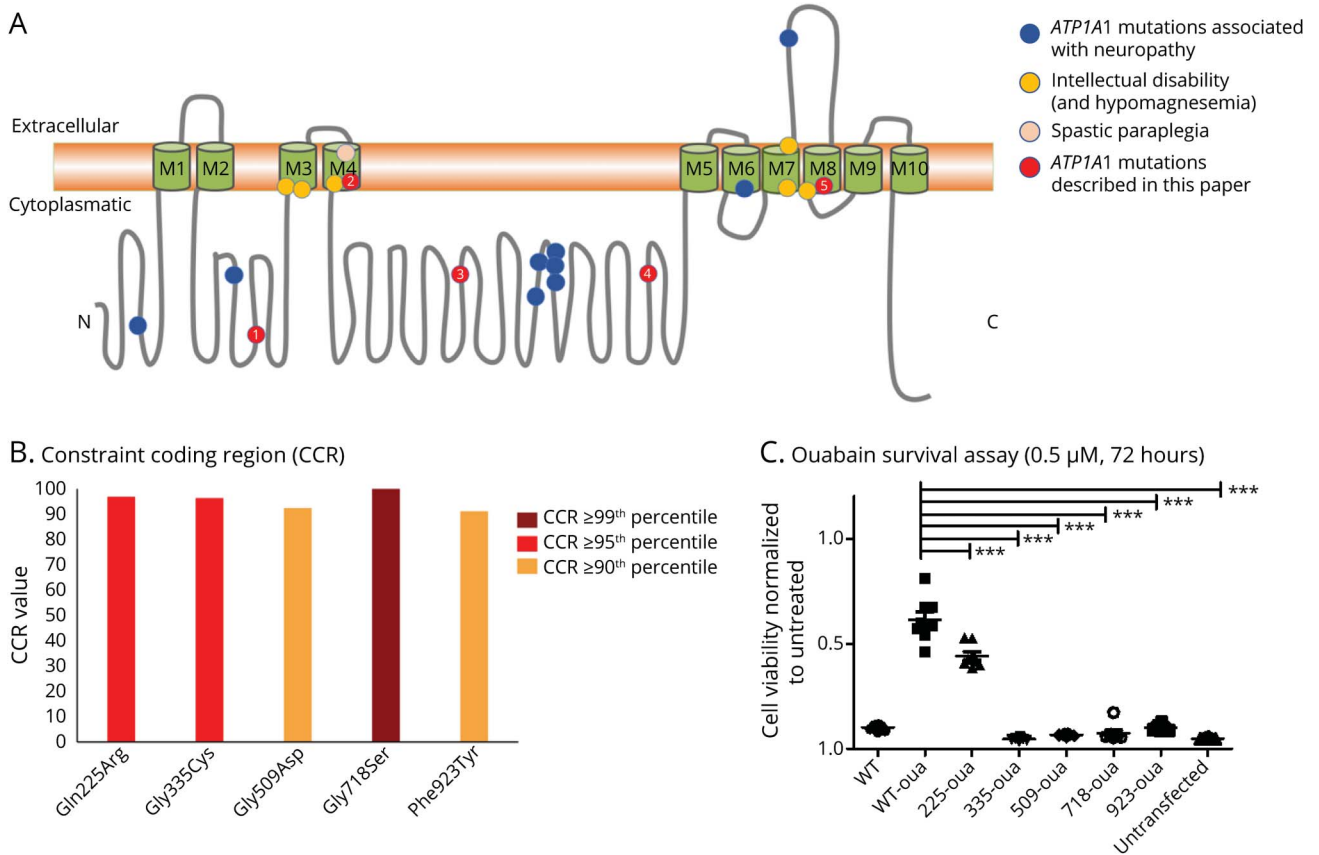 A
ATP1A1 mutations associated
with neuropathy
Intellectual disability
(and hypomagnesemia)
Spastic paraplegia
ATP1A1 mutations
described in this paper
Extracellular
M1 M2 M3 M4 M5 M6 M7 M8 M9 M10
2 5
Cytoplasmatic
3 4
N 1 C
B. Constraint coding region (CCR)
CCR value
100
90
80
70
60
50
40
30
20
10
0
Gln225Arg Gly335Cys Gly509Asp Gly718Ser Phe923Tyr
CCR ≥99th percentile
CCR ≥95th percentile
CCR ≥90th percentile
C. Ouabain survival assay (0.5 μM, 72 hours)
Cell viability normalized
to untreated
***
***
***
***
***
***
1.0
0.5
1.0
WT WT-oua 225-oua 335-oua 509-oua 718-oua 923-oua Untransfected